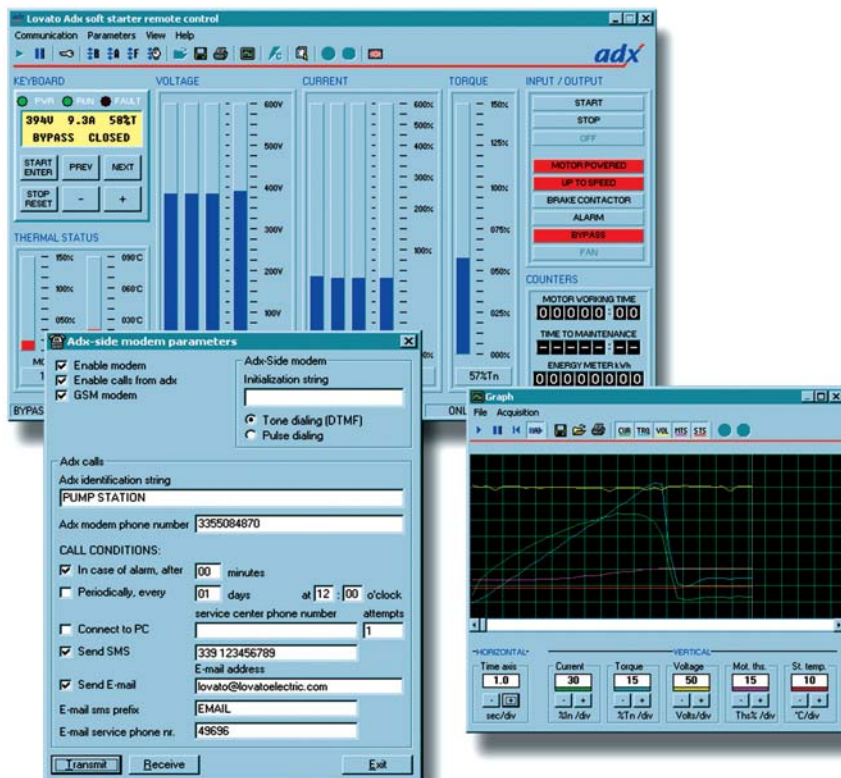 Lovato Adx soft starter remote control
Communication Parameters View Help
adx
KEYBOARD
PWR RUN FAULT
394V 9.3A 58%T
BYPASS CLOSED
START ENTER PREV NEXT
STOP RESET - +
THERMAL STATUS
150% 090°C
100% 060°C
050% 030°C
VOLTAGE
600V
500V
400V
300V
200V
100V
CURRENT
600%
500%
400%
300%
200%
100%
TORQUE
150%
125%
100%
075%
050%
025%
000%
57%Tn
INPUT / OUTPUT
START
STOP
OFF
MOTOR POWERED
UP TO SPEED
BRAKE CONTACTOR
ALARM
BYPASS
FAN
COUNTERS
MOTOR WORKING TIME
00000:00
TIME TO MAINTENANCE
-----:--
ENERGY METER kWh
00000000
Adx-side modem parameters
Enable modem
Enable calls from adx
GSM modem
Adx-Side modem
Initialization string
Tone dialing (DTMF)
Pulse dialing
Adx calls
Adx identification string
PUMP STATION
Adx modem phone number 3355084870
CALL CONDITIONS:
In case of alarm, after 00 minutes
Periodically, every 01 days at 12 : 00 o'clock
service center phone number attempts
Connect to PC 1
Send SMS 339 123456789
E-mail address
Send E-mail lovato@lovatoelectric.com
E-mail sms prefix EMAIL
E-mail service phone nr. 49696
Transmit Receive Exit
Graph
File Acquisition
CUR TRQ VOL MTS STS
HORIZONTAL VERTICAL
Time axis Current Torque Voltage Mot. ths. St. temp.
1.0 30 15 50 15 10
- + - + - + - + - + - +
sec/div %In /div %Tn /div Volts/div Ths% /div °C/div